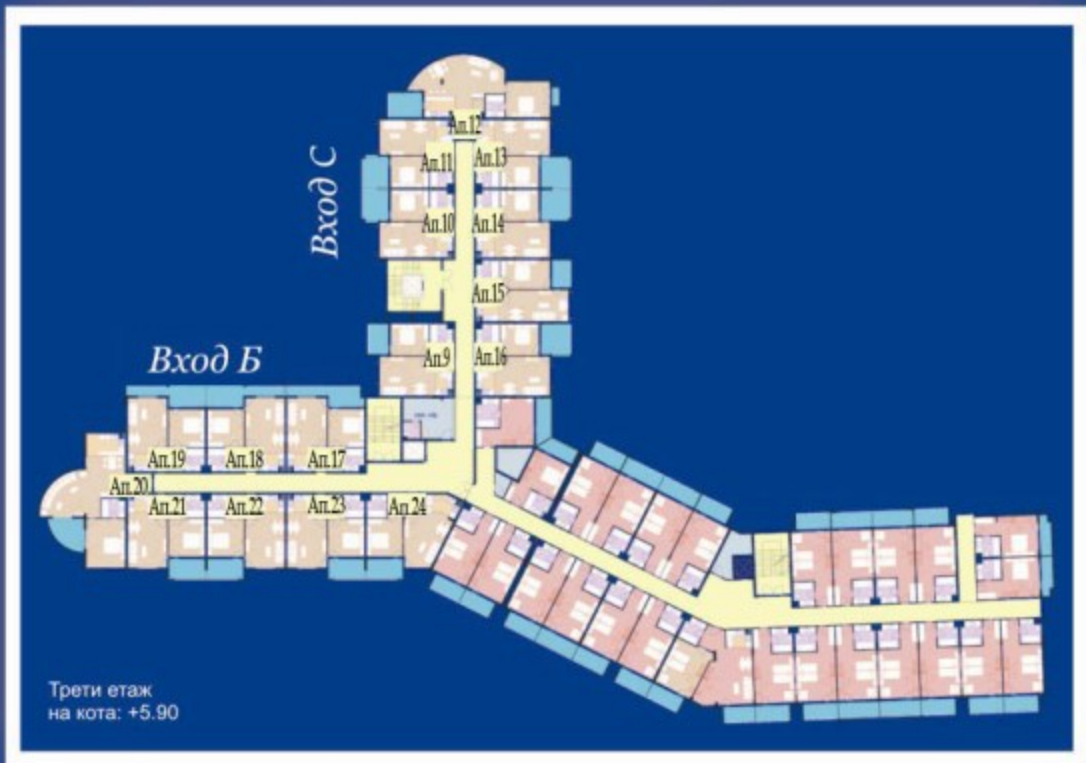 Ап.12
Ап.11
Ап.13
Вход С
Ап.10
Ап.14
Ап.15
Ап.9
Ап.16
Вход Б
Ап.19
Ап.18
Ап.17
Ап.20
Ап.21
Ап.22
Ап.23
Ап.24
Трети етаж
на кота: +5.90